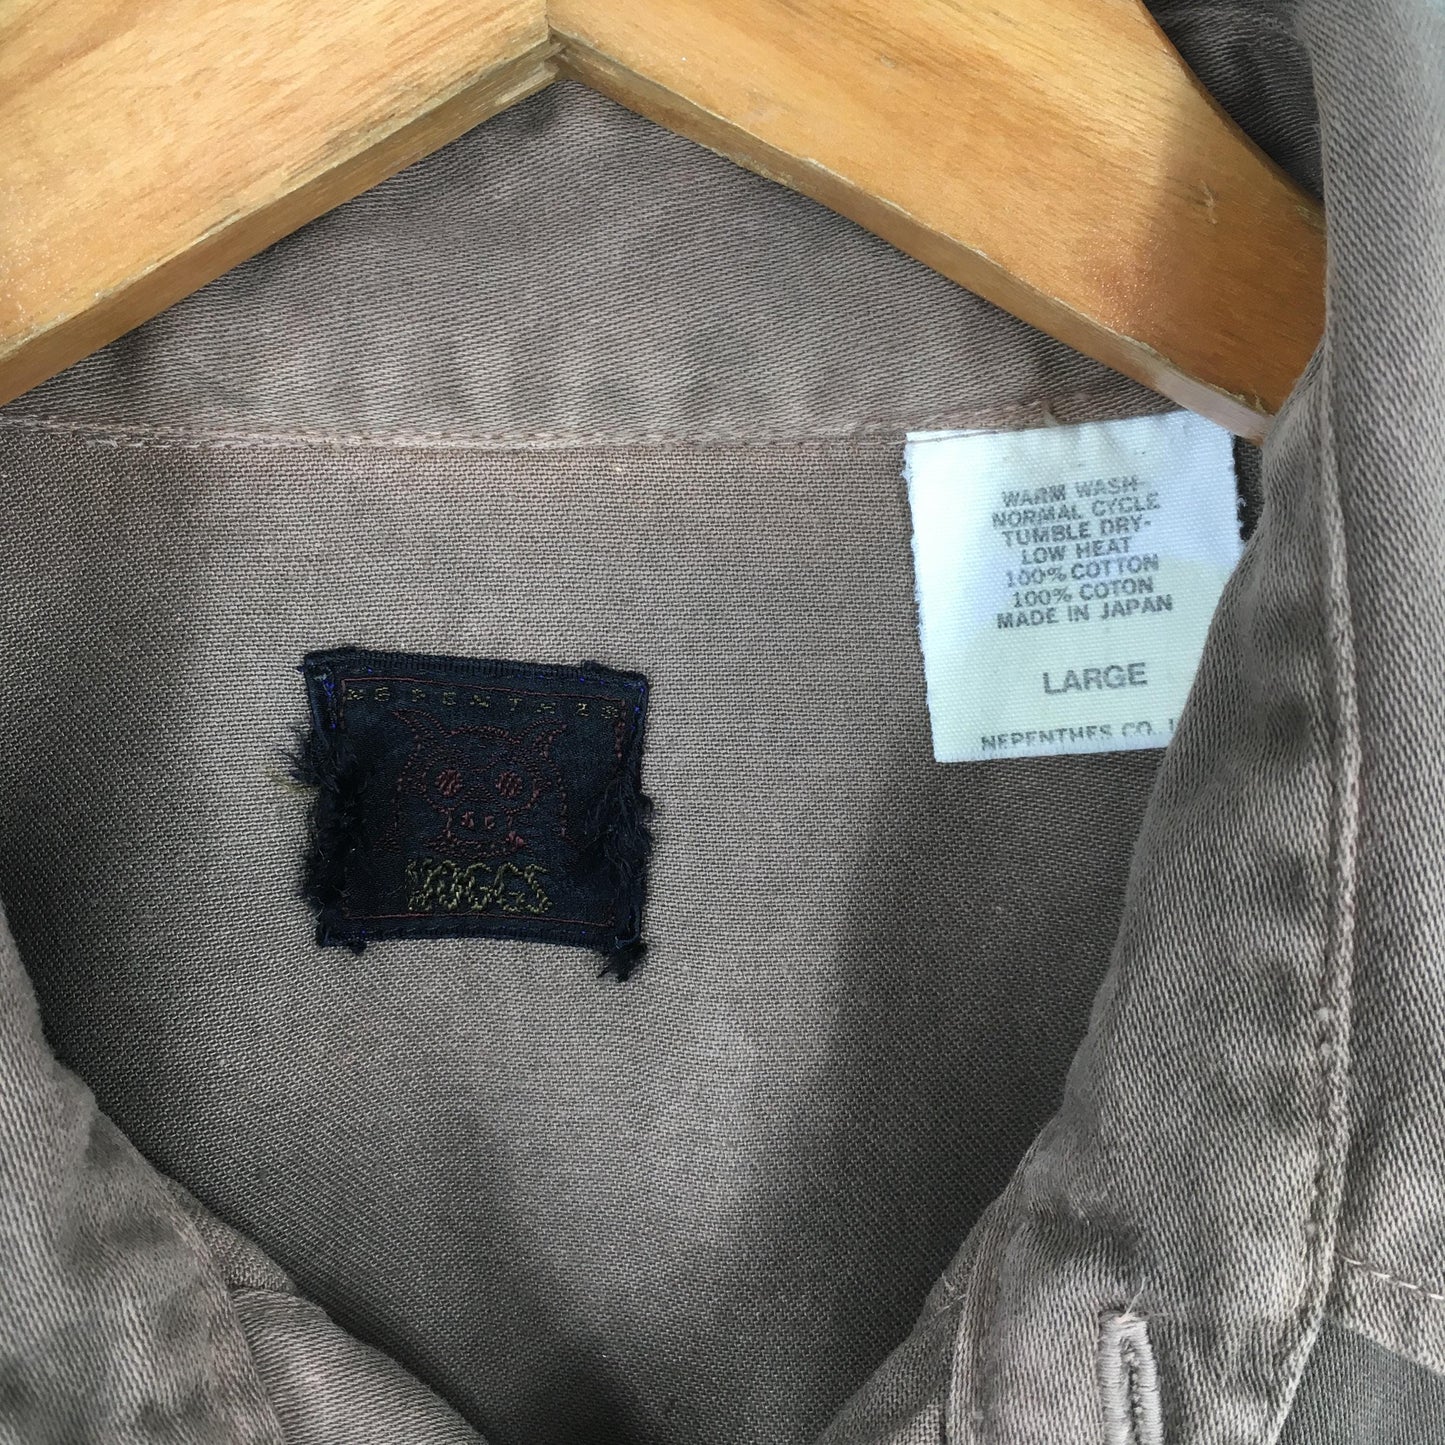 NEPENTHES
HOGGS
WARM WASH-
NORMAL CYCLE
TUMBLE DRY-
LOW HEAT
100% COTTON
100% COTON
MADE IN JAPAN
LARGE
NEPENTHES CO.